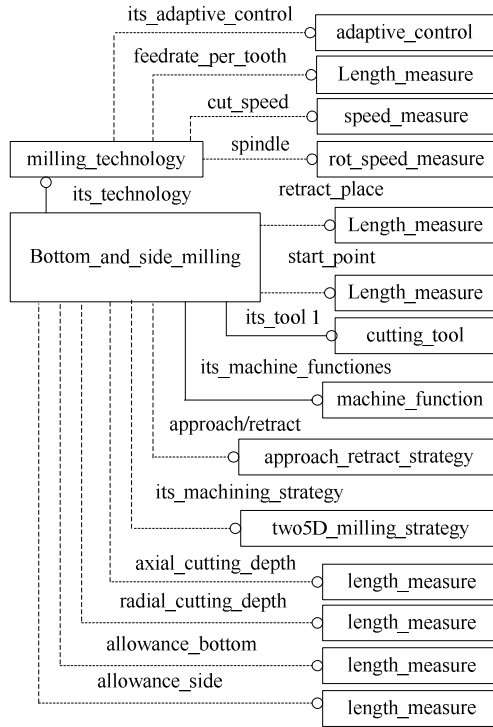 its_adaptive_control
adaptive_control
feedrate_per_tooth
Length_measure
cut_speed
speed_measure
spindle
milling_technology
rot_speed_measure
its_technology
retract_place
Length_measure
Bottom_and_side_milling
start_point
Length_measure
its_tool 1
cutting_tool
its_machine_functiones
machine_function
approach/retract
approach_retract_strategy
its_machining_strategy
two5D_milling_strategy
axial_cutting_depth
length_measure
radial_cutting_depth
length_measure
allowance_bottom
length_measure
allowance_side
length_measure